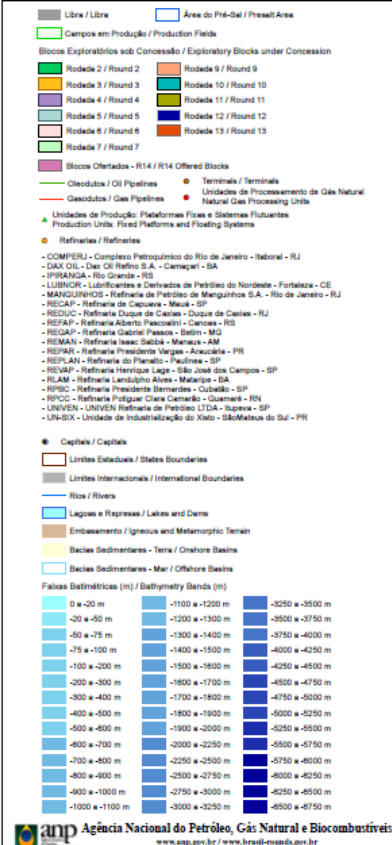 Libra / Libra
Área do Pré-Sal / Presalt Area
Campos em Produção / Production Fields
Blocos Exploratórios sob Concessão / Exploratory Blocks under Concession
Rodada 2 / Round 2
Rodada 9 / Round 9
Rodada 3 / Round 3
Rodada 10 / Round 10
Rodada 4 / Round 4
Rodada 11 / Round 11
Rodada 5 / Round 5
Rodada 12 / Round 12
Rodada 6 / Round 6
Rodada 13 / Round 13
Rodada 7 / Round 7
Blocos Ofertados - R14 / R14 Offered Blocks
Oleodutos / Oil Pipelines
Terminais / Terminals
Gasodutos / Gas Pipelines
Unidades de Processamento de Gás Natural
Natural Gas Processing Units
Unidades de Produção: Plataformas Fixas e Sistemas Flutuantes
Production Units: Fixed Platforms and Floating Systems
Refinarias / Refineries
- COMPERJ - Complexo Petroquímico do Rio de Janeiro - Itaboraí - RJ
- DAX OIL - Dax Oil Refino S.A. - Camaçari - BA
- IPIRANGA - Rio Grande - RS
- LUBNOR - Lubrificantes e Derivados de Petróleo do Nordeste - Fortaleza - CE
- MANGUINHOS - Refinaria de Petróleo de Manguinhos S.A. - Rio de Janeiro - RJ
- RECAP - Refinaria de Capuava - Mauá - SP
- REDUC - Refinaria Duque de Caxias - Duque de Caxias - RJ
- REFAP - Refinaria Alberto Pascoalini - Canoas - RS
- REGAP - Refinaria Gabriel Passos - Betim - MG
- REMAN - Refinaria Isaac Sabbá - Manaus - AM
- REPAR - Refinaria Presidente Vargas - Araucária - PR
- REPLAN - Refinaria do Planalto - Paulínea - SP
- REVAP - Refinaria Henrique Lage - São José dos Campos - SP
- RLAM - Refinaria Landulpho Alves - Mataripe - BA
- RPBC - Refinaria Presidente Bernardes - Cubatão - SP
- RPCC - Refinaria Potiguar Clara Camarão - Guamaré - RN
- UNIVEN - UNIVEN Refinaria de Petróleo LTDA - Itupeva - SP
- UN-SIX - Unidade de Industrialização do Xisto - SãoMateus do Sul - PR
Capitais / Capitals
Limites Estaduais / States Boundaries
Limites Internacionais / International Boundaries
Rios / Rivers
Lagoas e Represas / Lakes and Dams
Embasamento / Igneous and Metamorphic Terrain
Bacias Sedimentares - Terra / Onshore Basins
Bacias Sedimentares - Mar / Offshore Basins
Faixas Batimétricas (m) / Bathymetry Bands (m)
0 a -20 m
-1100 a -1200 m
-3250 a -3500 m
-20 a -50 m
-1200 a -1300 m
-3500 a -3750 m
-50 a -75 m
-1300 a -1400 m
-3750 a -4000 m
-75 a -100 m
-1400 a -1500 m
-4000 a -4250 m
-100 a -200 m
-1500 a -1600 m
-4250 a -4500 m
-200 a -300 m
-1600 a -1700 m
-4500 a -4750 m
-300 a -400 m
-1700 a -1800 m
-4750 a -5000 m
-400 a -500 m
-1800 a -1900 m
-5000 a -5250 m
-500 a -600 m
-1900 a -2000 m
-5250 a -5500 m
-600 a -700 m
-2000 a -2250 m
-5500 a -5750 m
-700 a -800 m
-2250 a -2500 m
-5750 a -6000 m
-800 a -900 m
-2500 a -2750 m
-6000 a -6250 m
-900 a -1000 m
-2750 a -3000 m
-6250 a -6500 m
-1000 a -1100 m
-3000 a -3250 m
-6500 a -6750 m
anp Agência Nacional do Petróleo, Gás Natural e Biocombustíveis
www.anp.gov.br / www.brasil-rounds.gov.br